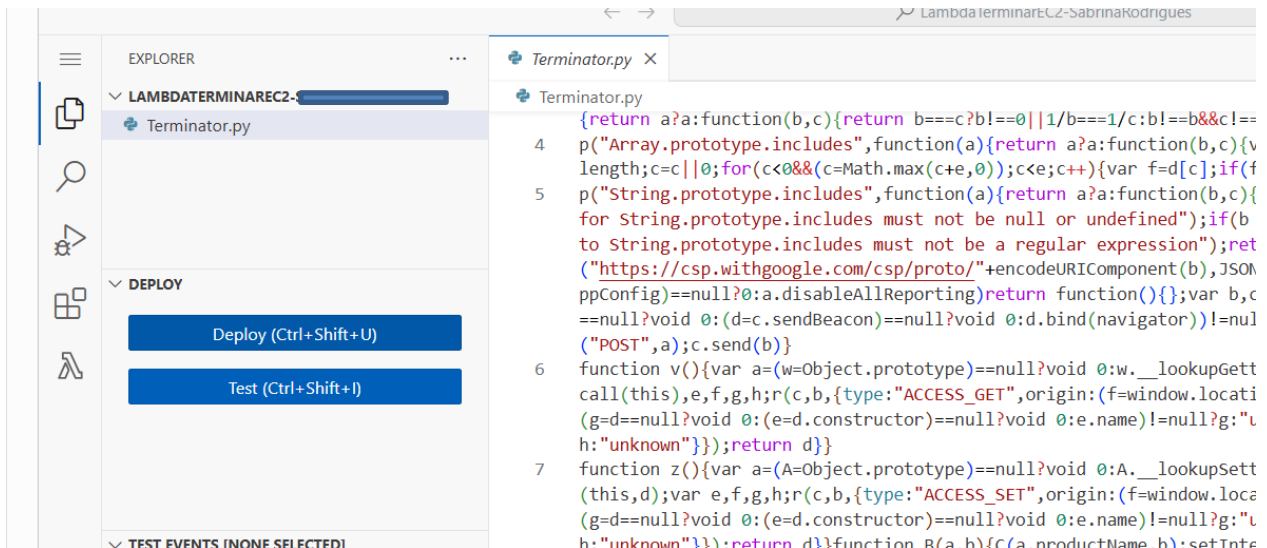 LambdaTerminarEC2-SabrinaRodrigues
EXPLORER
...
Terminator.py
LAMBDATERMINAREC2-
Terminator.py
Terminator.py
{return a?a:function(b,c){return b===c?b!==0||1/b===1/c:b!==b&&c!==
4 p("Array.prototype.includes",function(a){return a?a:function(b,c){v
length;c=c||0;for(c<0&&(c=Math.max(c+e,0));c<e;c++){var f=d[c];if(f
5 p("String.prototype.includes",function(a){return a?a:function(b,c){
for String.prototype.includes must not be null or undefined");if(b
to String.prototype.includes must not be a regular expression");ret
("https://csp.withgoogle.com/csp/proto/"+encodeURIComponent(b),JSON
ppConfig)==null?0:a.disableAllReporting)return function(){};var b,c
==null?void 0:(d=c.sendBeacon)==null?void 0:d.bind(navigator))!=nul
("POST",a);c.send(b)}
6 function v(){var a=(w=Object.prototype)==null?void 0:w.__lookupGett
call(this),e,f,g,h;r(c,b,{type:"ACCESS_GET",origin:(f=window.locati
(g=d==null?void 0:(e=d.constructor)==null?void 0:e.name)!=null?g:"u
h:"unknown"}});return d}}
7 function z(){var a=(A=Object.prototype)==null?void 0:A.__lookupSett
(this,d);var e,f,g,h;r(c,b,{type:"ACCESS_SET",origin:(f=window.loca
(g=d==null?void 0:(e=d.constructor)==null?void 0:e.name)!=null?g:"u
h:"unknown"}});return d}}function B(a,b){C(a.productName,b);setInte
DEPLOY
Deploy (Ctrl+Shift+U)
Test (Ctrl+Shift+I)
TEST EVENTS [NONE SELECTED]